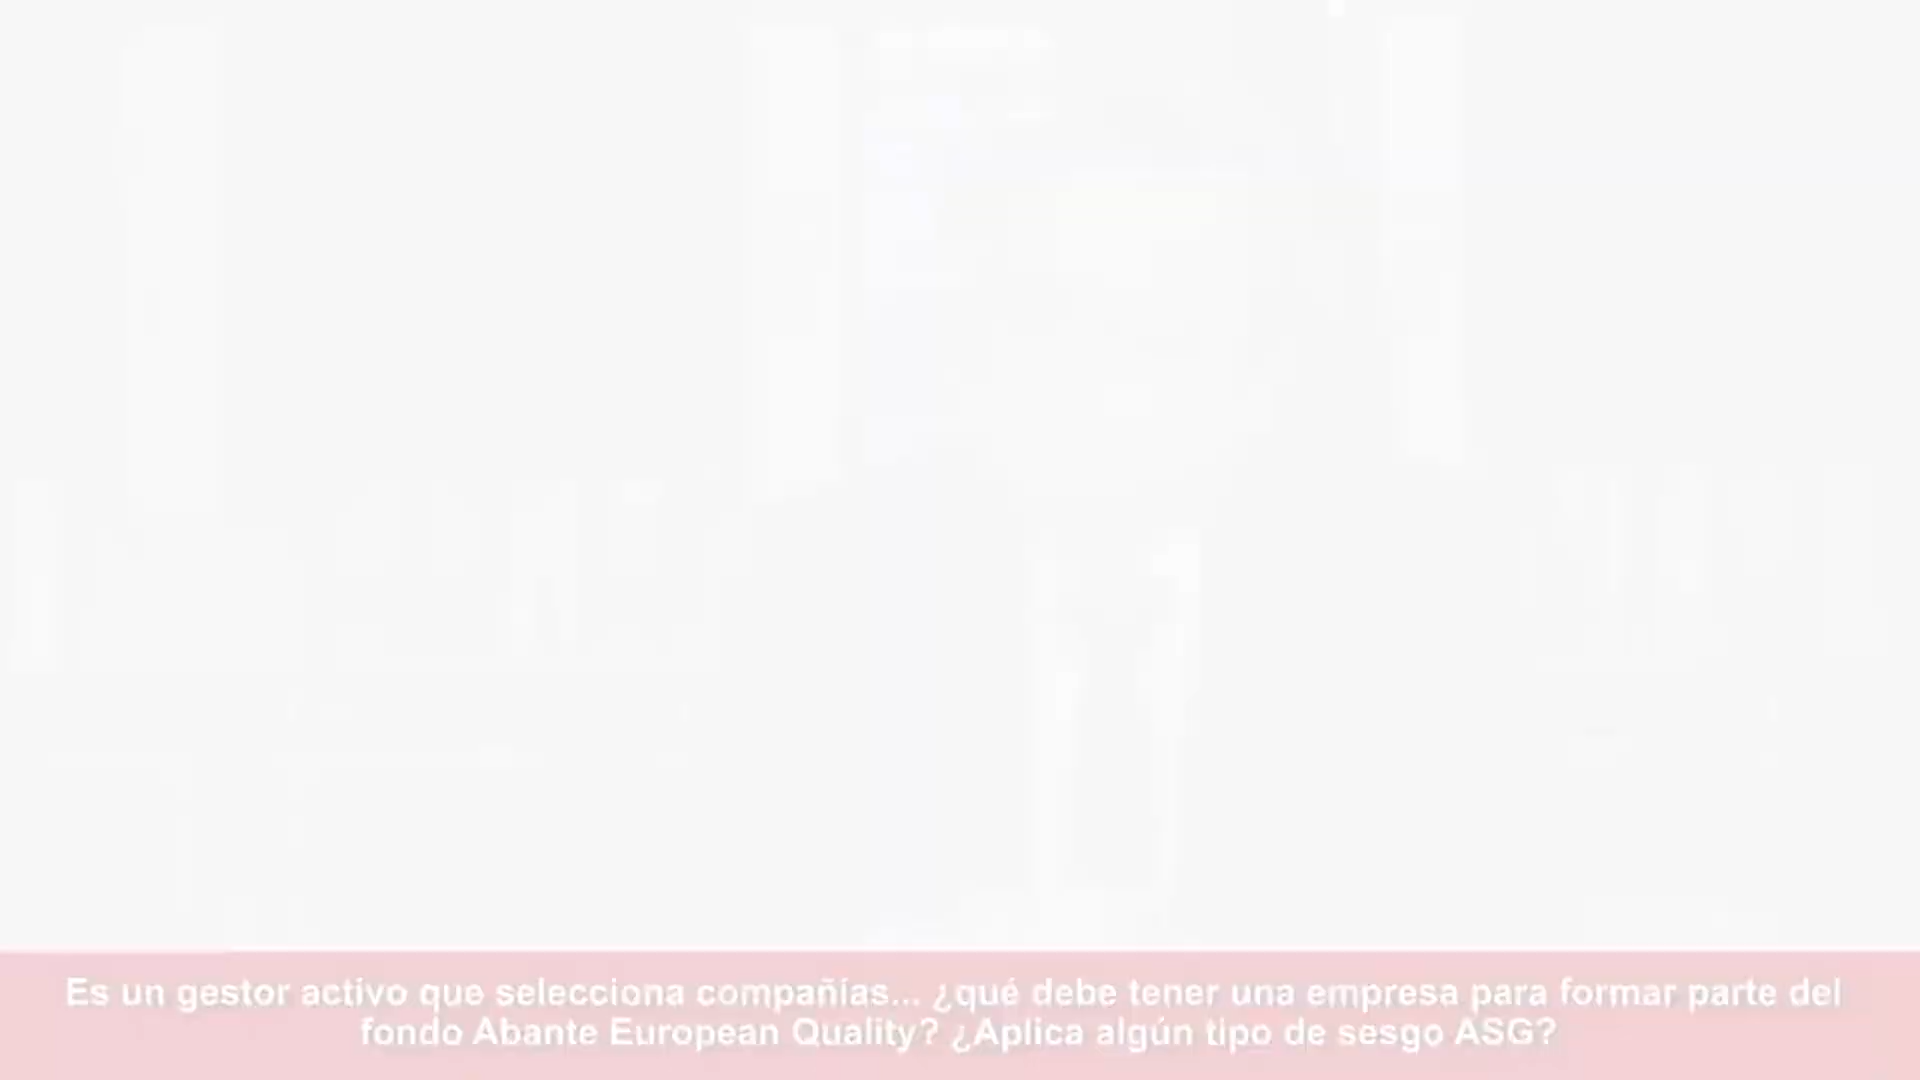 Es un gestor activo que selecciona compañías... ¿qué debe tener una empresa para formar parte del
fondo Abante European Quality? ¿Aplica algún tipo de sesgo ASG?